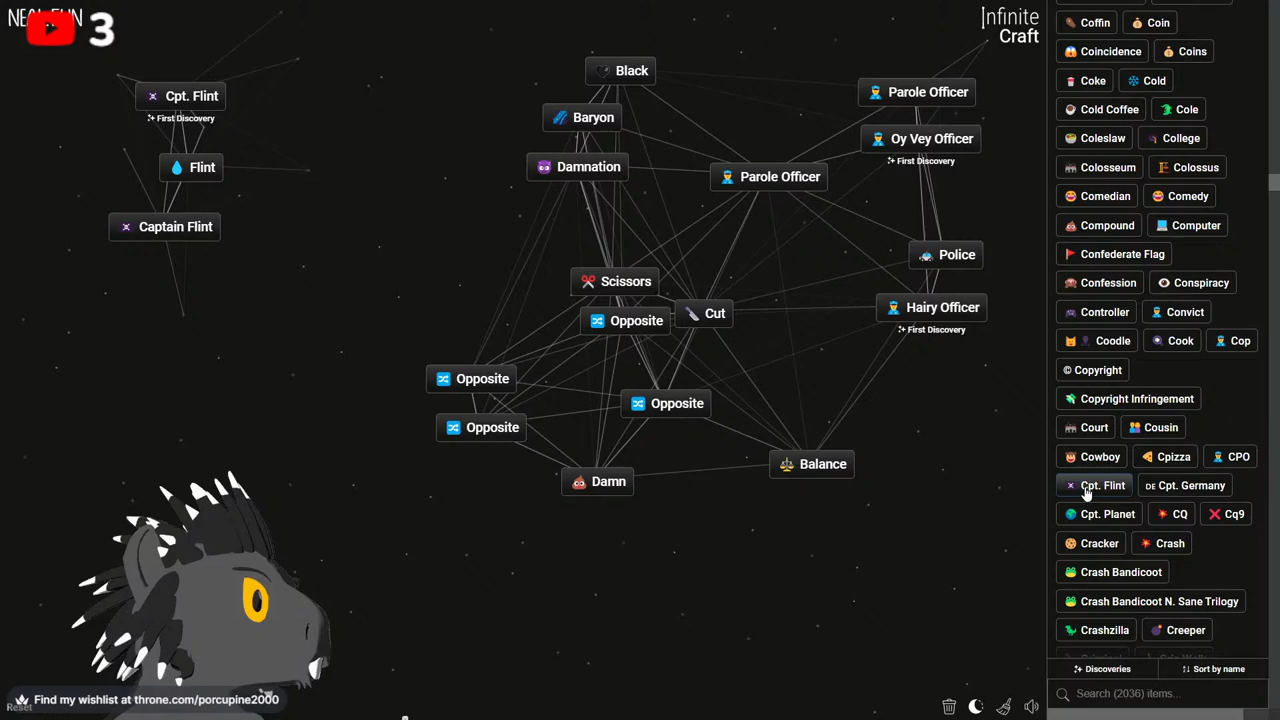 NEAL.FUN
3
Infinite
Craft
Cpt. Flint
First Discovery
Flint
Captain Flint
Black
Baryon
Damnation
Parole Officer
Parole Officer
Oy Vey Officer
First Discovery
Police
Hairy Officer
First Discovery
Scissors
Opposite
Cut
Opposite
Opposite
Opposite
Damn
Balance
Coffin Coin
Coincidence Coins
Coke Cold
Cold Coffee Cole
Coleslaw College
Colosseum Colossus
Comedian Comedy
Compound Computer
Confederate Flag
Confession Conspiracy
Controller Convict
Coodle Cook Cop
© Copyright
Copyright Infringement
Court Cousin
Cowboy Cpizza CPO
Cpt. Flint DE Cpt. Germany
Cpt. Planet CQ Cq9
Cracker Crash
Crash Bandicoot
Crash Bandicoot N. Sane Trilogy
Crashzilla Creeper
Discoveries Sort by name
Search (2036) items...
Find my wishlist at throne.com/porcupine2000
Reset